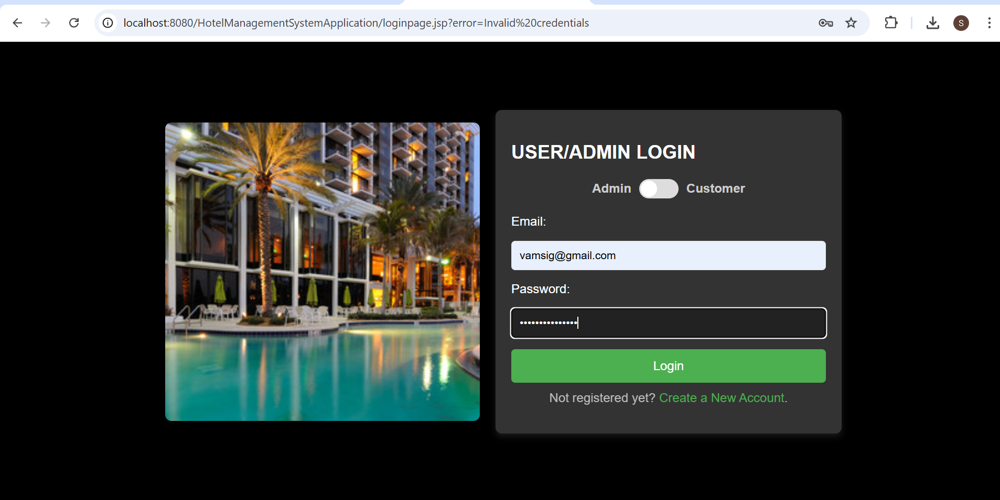 localhost:8080/HotelManagementSystemApplication/loginpage.jsp?error=Invalid%20credentials
S
USER/ADMIN LOGIN
Admin Customer
Email:
vamsig@gmail.com
Password:
•••••••••••••••
Login
Not registered yet? Create a New Account.